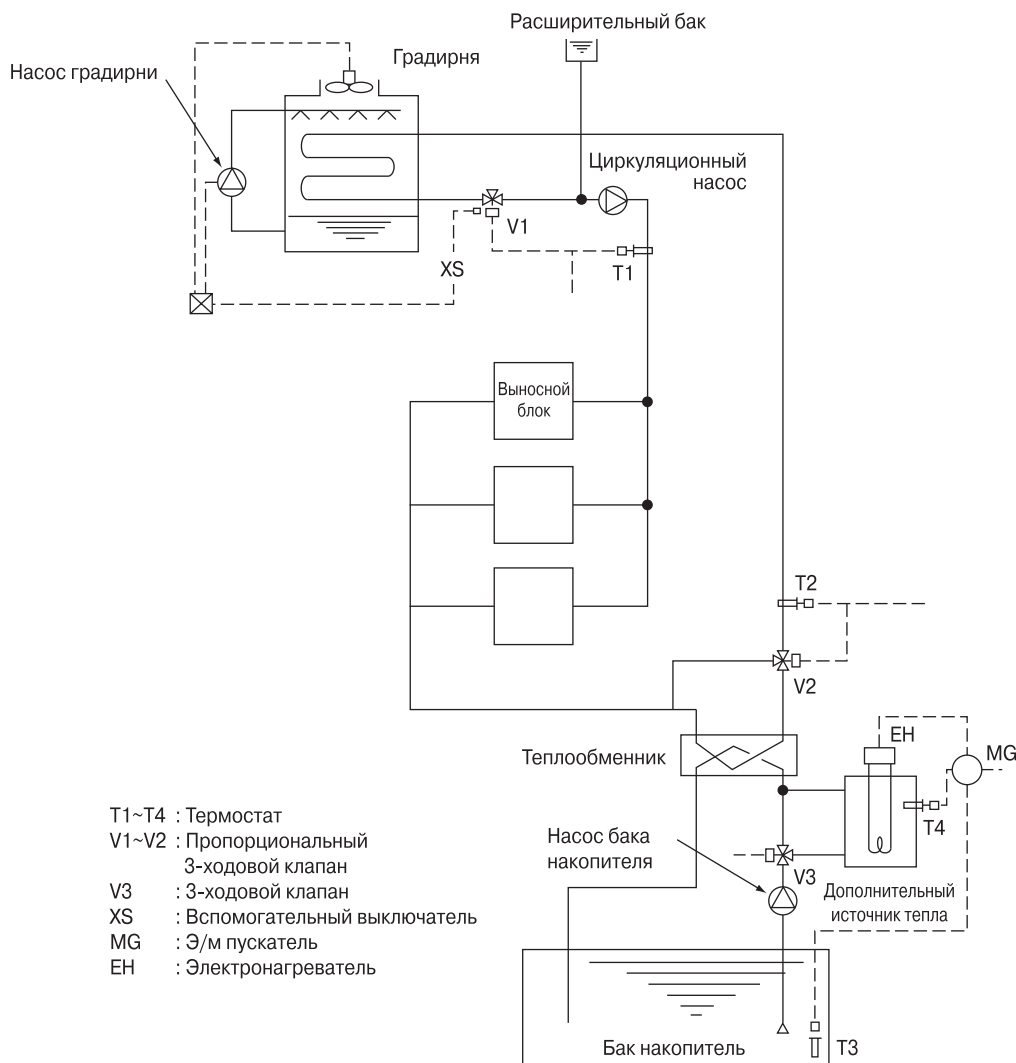 Расширительный бак
Градирня
Насос градирни
Циркуляционный
насос
V1
T1
XS
Выносной
блок
T2
V2
EH
Теплообменник
MG
T4
T1~T4 : Термостат
V1~V2 : Пропорциональный
3-ходовой клапан
V3 : 3-ходовой клапан
XS : Вспомогательный выключатель
MG : Э/м пускатель
EH : Электронагреватель
Насос бака
накопителя
V3
Дополнительный
источник тепла
Бак накопитель
T3